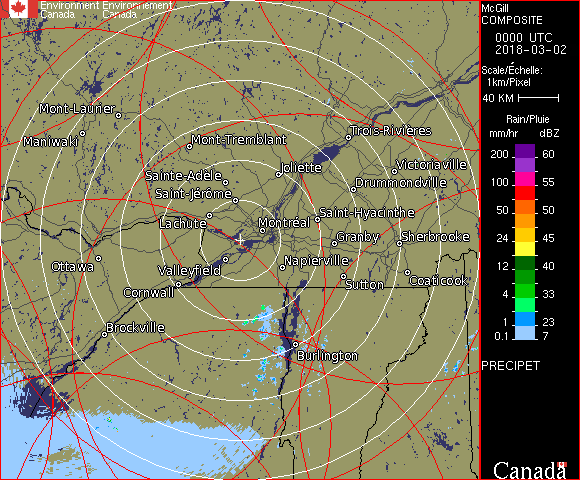 Environment Environnement
Canada Canada
McGill
COMPOSITE
0000 UTC
2018-03-02
Scale/Échelle:
1km/Pixel
40 KM
Rain/Pluie
mm/hr dBZ
200 60
55
100 55
50 50
24 45
12 40
4 33
1 23
0.1 7
PRECIPET
Canada
Mont-Laurier
Maniwaki
Mont-Tremblant
Trois-Rivières
Joliette
Victoriaville
Sainte-Adèle
Saint-Jérôme
Drummondville
Lachute
Montréal
Saint-Hyacinthe
Granby
Sherbrooke
Ottawa
Valleyfield
Napierville
Cornwall
Sutton
Coaticook
Brockville
Burlington